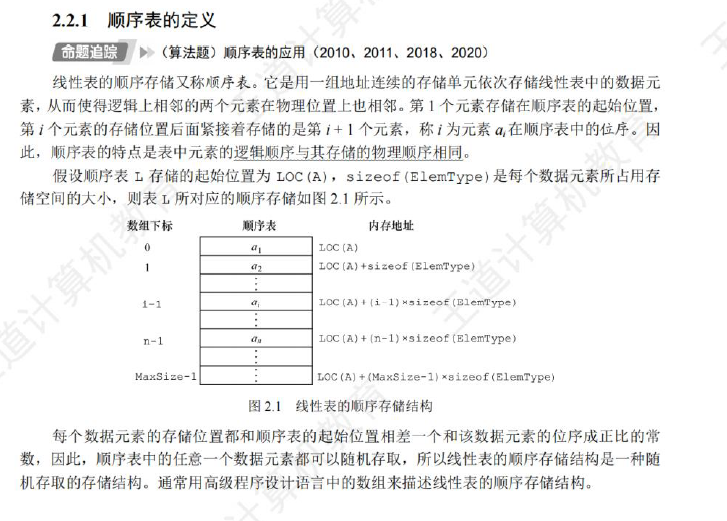 2.2.1 顺序表的定义
命题追踪 （算法题）顺序表的应用（2010、2011、2018、2020）
线性表的顺序存储又称顺序表。它是用一组地址连续的存储单元依次存储线性表中的数据元
素，从而使得逻辑上相邻的两个元素在物理位置上也相邻。第 1 个元素存储在顺序表的起始位置，
第 i 个元素的存储位置后面紧接着存储的是第 i + 1 个元素，称 i 为元素 ai 在顺序表中的位序。因
此，顺序表的特点是表中元素的逻辑顺序与其存储的物理顺序相同。
假设顺序表 L 存储的起始位置为 LOC(A)，sizeof(ElemType)是每个数据元素所占用存
储空间的大小，则表 L 所对应的顺序存储如图 2.1 所示。
数组下标 顺序表 内存地址
0 a1 LOC(A)
1 a2 LOC(A)+sizeof(ElemType)
⋮
i-1 ai LOC(A)+(i-1)×sizeof(ElemType)
⋮
n-1 an LOC(A)+(n-1)×sizeof(ElemType)
⋮
MaxSize-1 ⋮ LOC(A)+(MaxSize-1)×sizeof(ElemType)
图 2.1 线性表的顺序存储结构
每个数据元素的存储位置都和顺序表的起始位置相差一个和该数据元素的位序成正比的常
数，因此，顺序表中的任意一个数据元素都可以随机存取，所以线性表的顺序存储结构是一种随
机存取的存储结构。通常用高级程序设计语言中的数组来描述线性表的顺序存储结构。
王道计算机教育